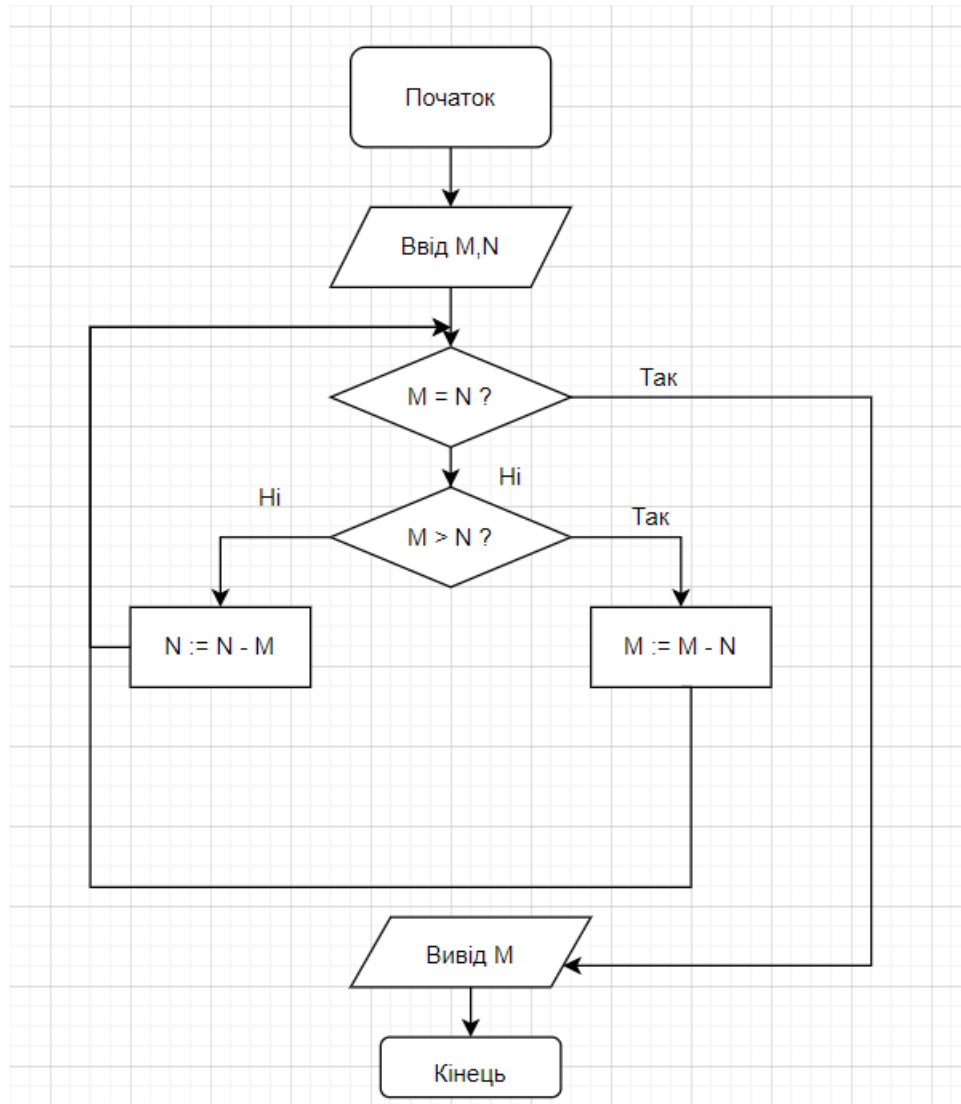 Початок
Ввід M,N
M = N ?
Так
Ні
Ні
M > N ?
Так
N := N - M
M := M - N
Вивід M
Кінець